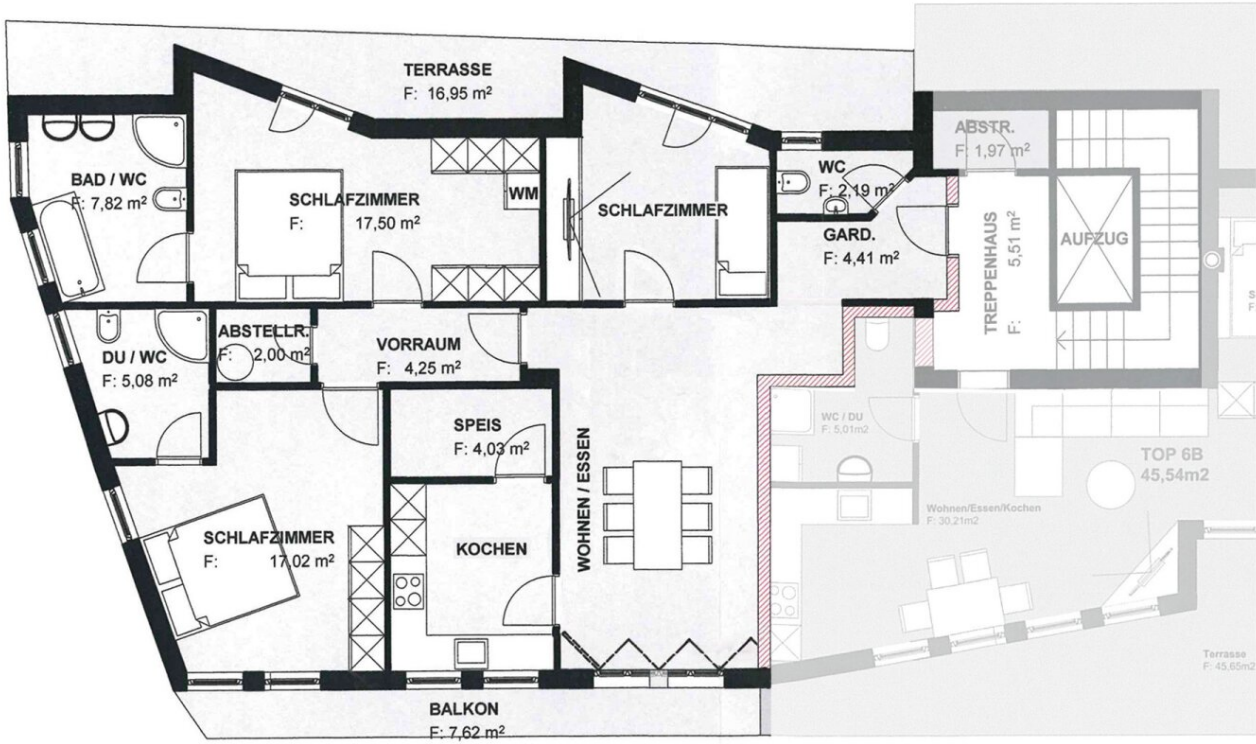 TERRASSE
F: 16,95 m²
BAD / WC
F: 7,82 m²
SCHLAFZIMMER
F: 17,50 m²
WM
SCHLAFZIMMER
WC
F: 2,19 m²
GARD.
F: 4,41 m²
ABSTR.
F: 1,97 m²
TREPPENHAUS
F: 5,51 m²
AUFZUG
S
F
DU / WC
F: 5,08 m²
ABSTELLR.
F: 2,00 m²
VORRAUM
F: 4,25 m²
SPEIS
F: 4,03 m²
WOHNEN / ESSEN
WC / DU
F: 5,01m2
TOP 6B
45,54m2
Wohnen/Essen/Kochen
F: 30,21m2
SCHLAFZIMMER
F: 17,02 m²
KOCHEN
Terrasse
F: 45,65m2
BALKON
F: 7,62 m²